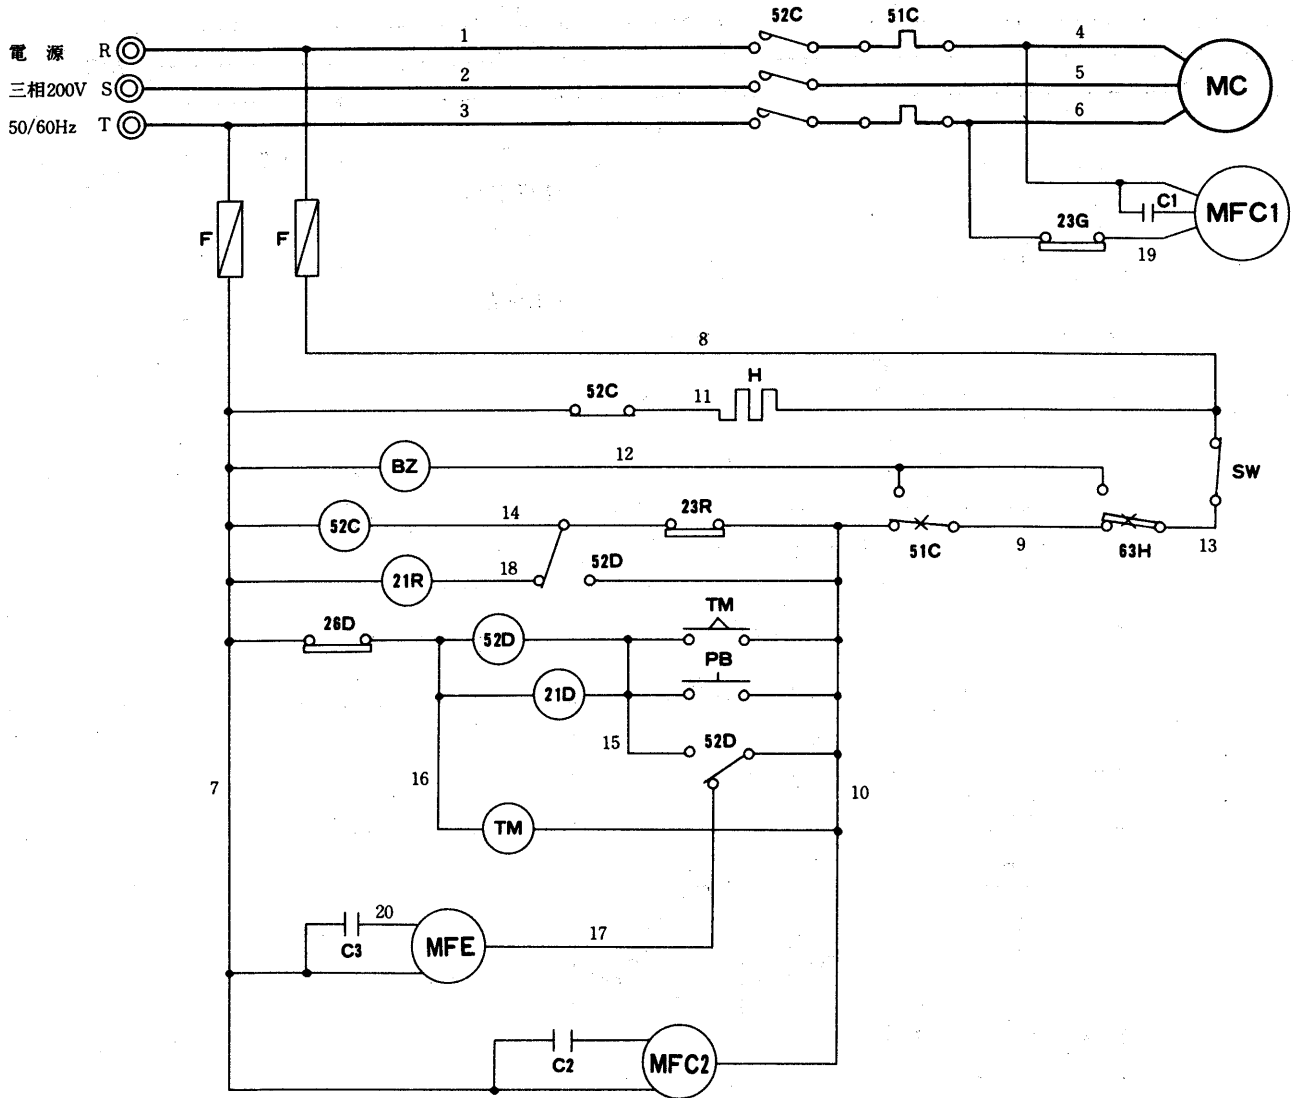 52C
51C
電源 R
1
4
三相200V S
2
5
MC
50/60Hz T
3
6
C1
MFC1
23G
19
F
F
8
H
52C
11
BZ
12
SW
52C
14
23R
51C
9
63H
13
21R
18
52D
26D
52D
TM
PB
21D
15
52D
7
16
10
TM
20
C3
MFE
17
C2
MFC2